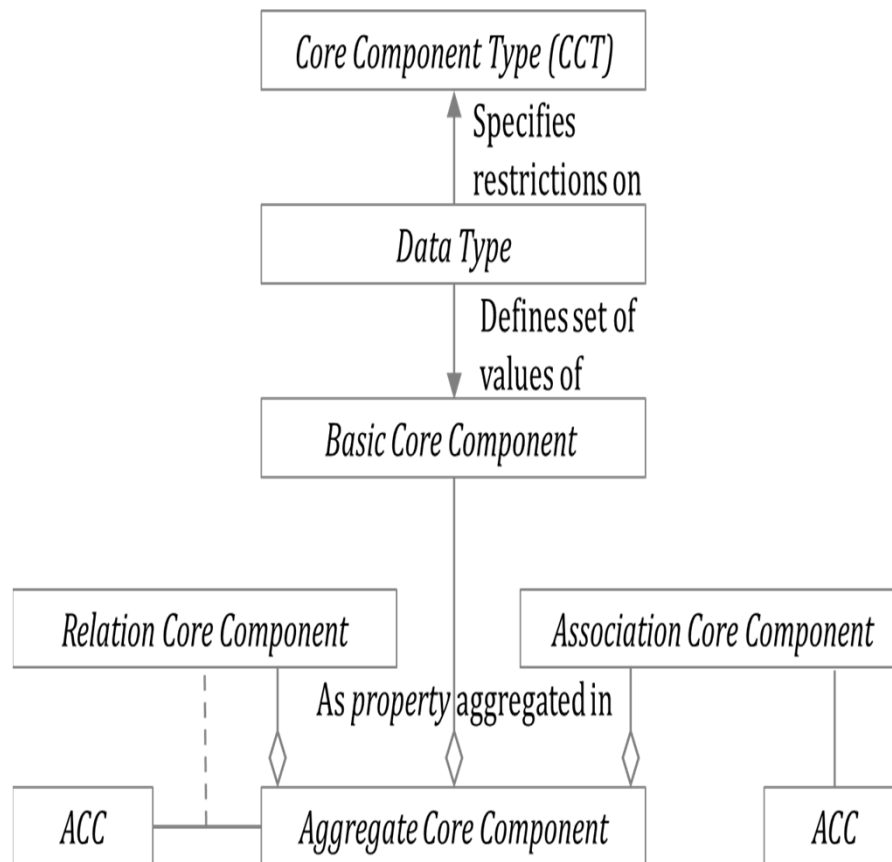 Core Component Type (CCT)
Specifies
restrictions on
Data Type
Defines set of
values of
Basic Core Component
Relation Core Component
Association Core Component
As property aggregated in
ACC
Aggregate Core Component
ACC